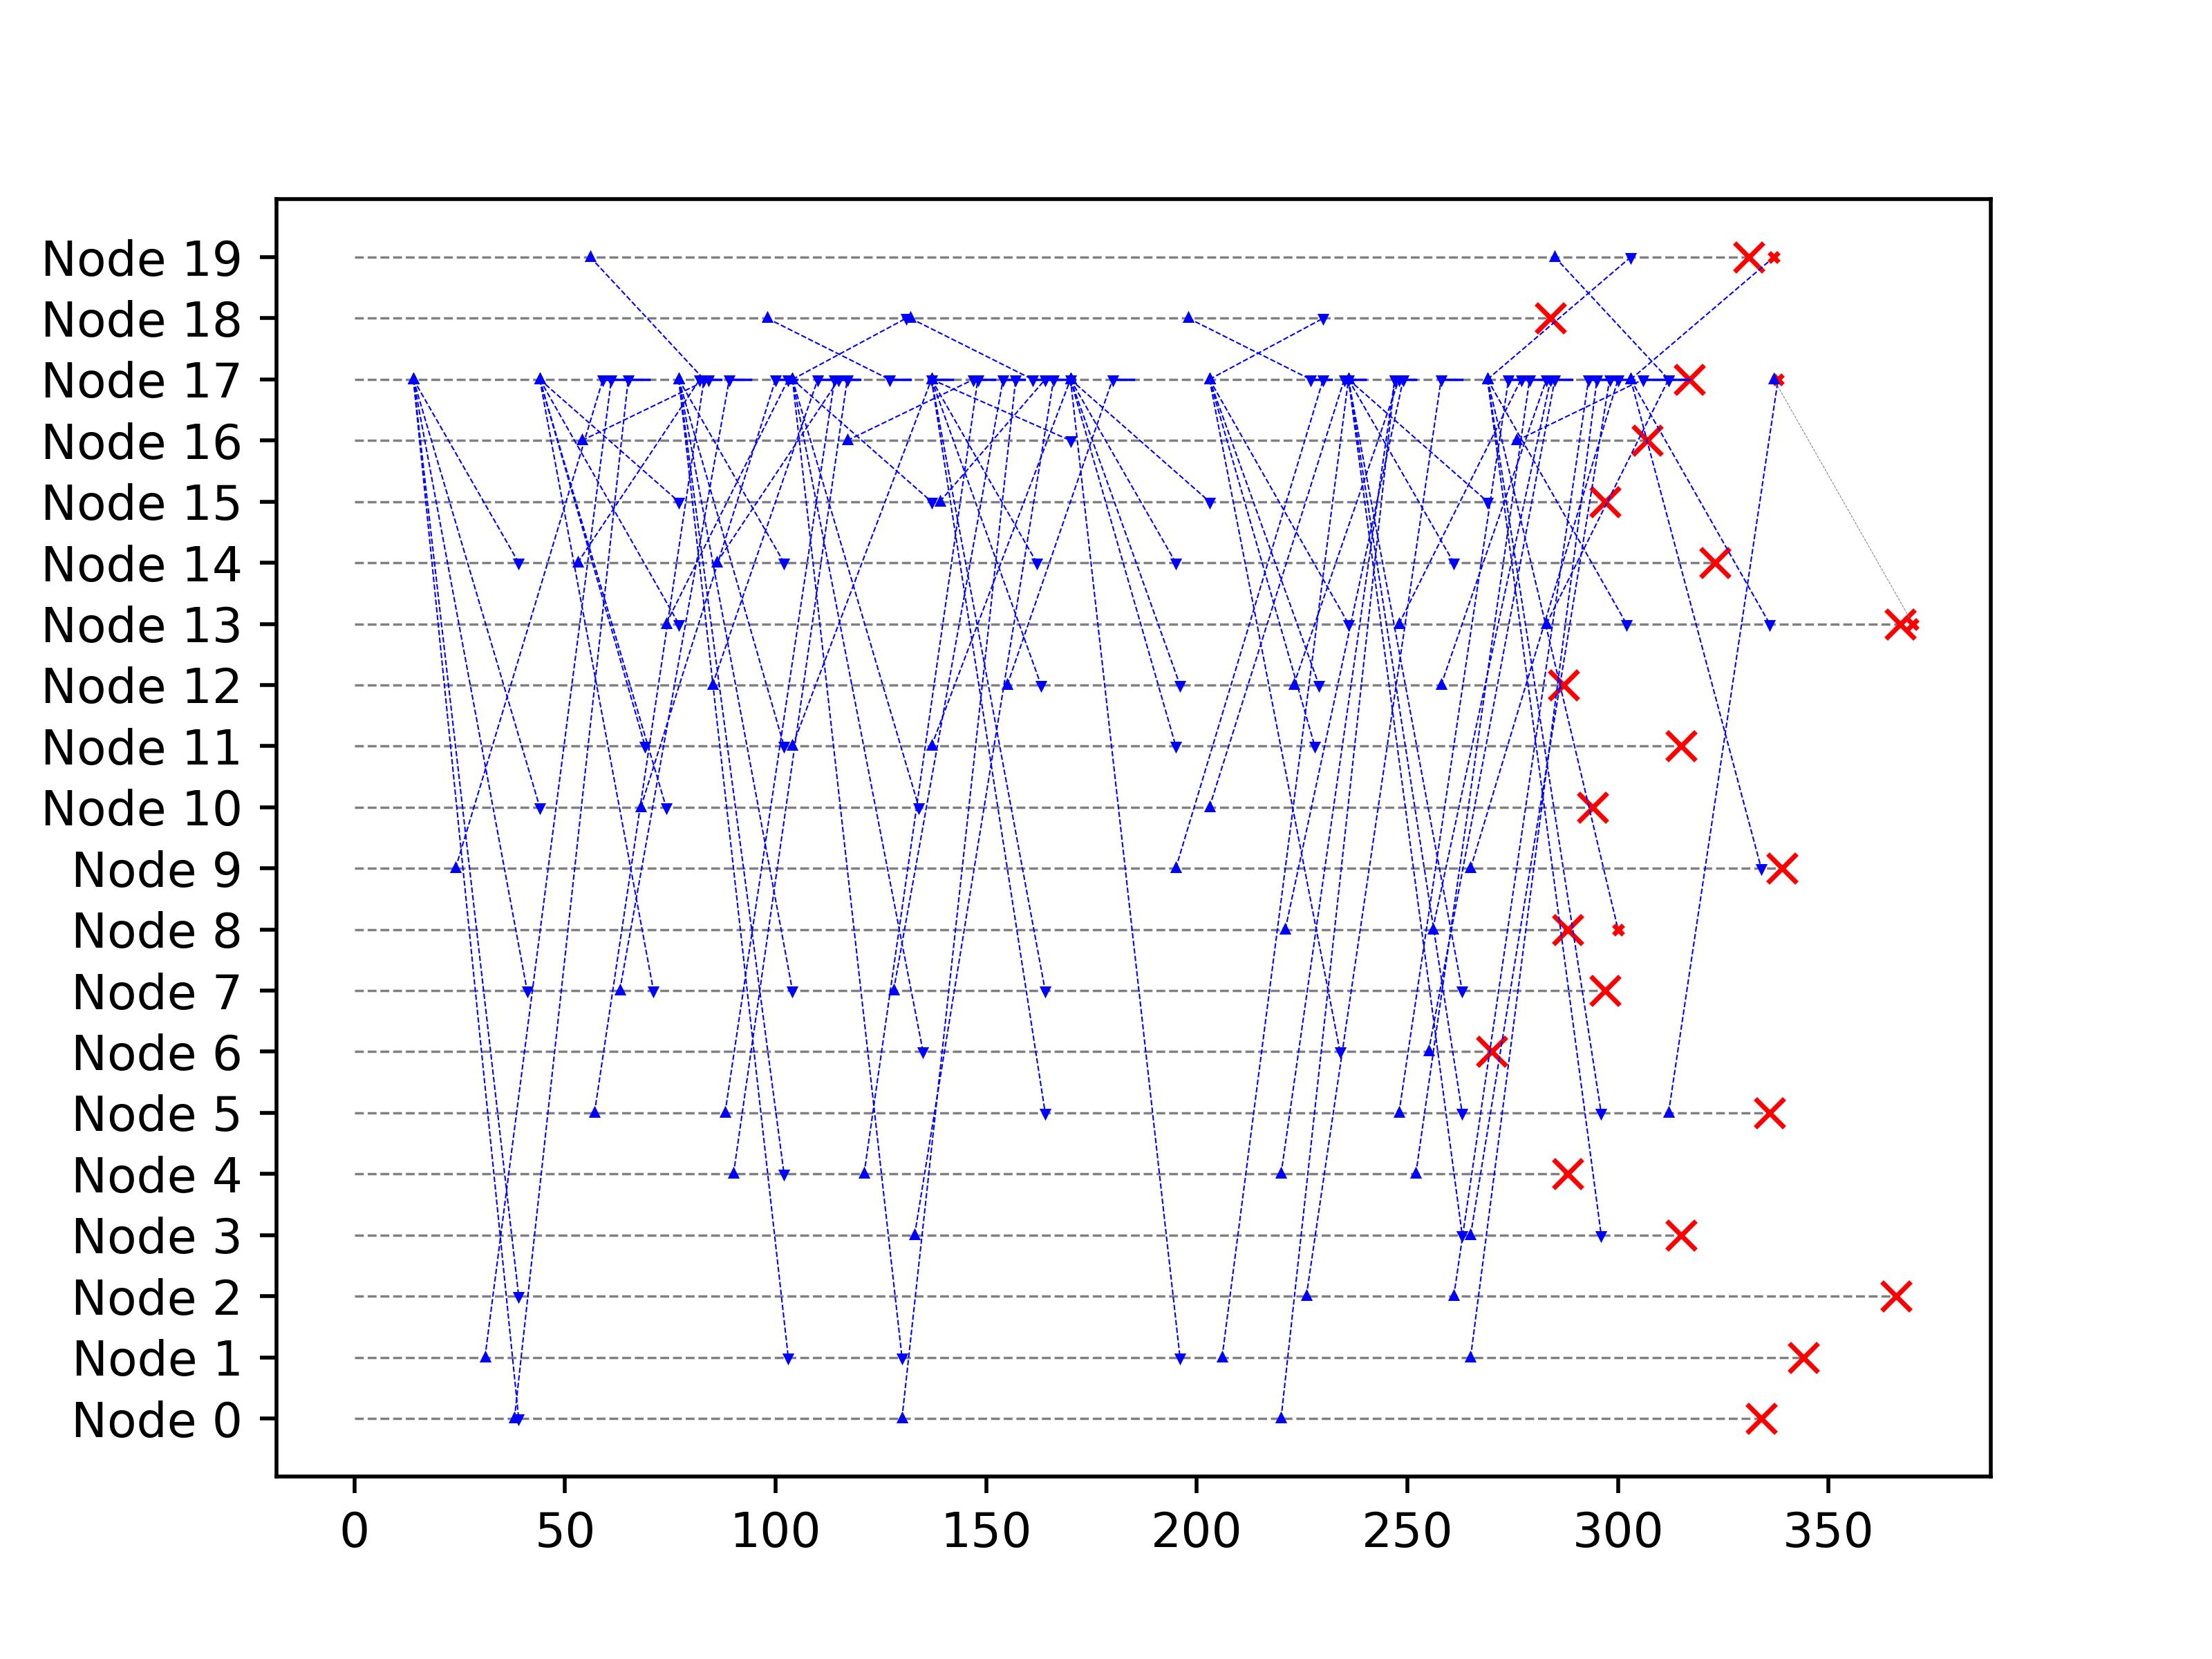 Node 19
Node 18
Node 17
Node 16
Node 15
Node 14
Node 13
Node 12
Node 11
Node 10
Node 9
Node 8
Node 7
Node 6
Node 5
Node 4
Node 3
Node 2
Node 1
Node 0
0 50 100 150 200 250 300 350